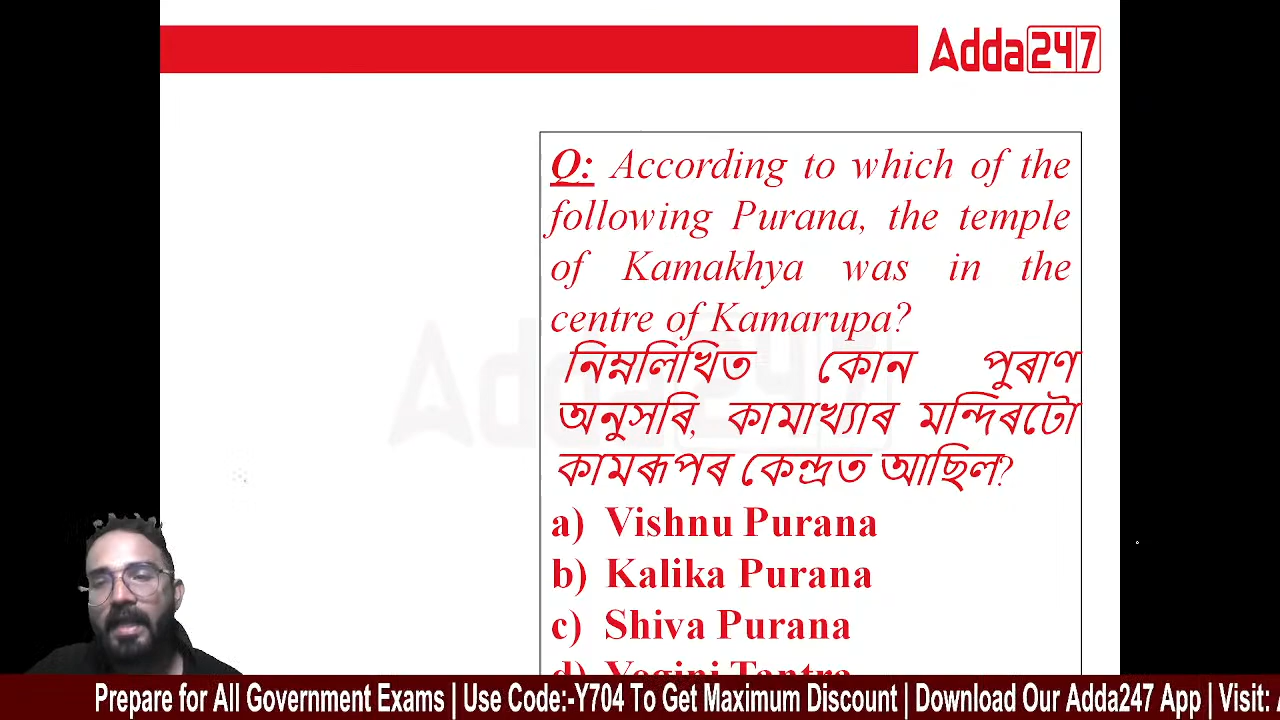 Adda247
Q: According to which of the
following Purana, the temple
of Kamakhya was in the
centre of Kamarupa?
নিম্নলিখিত কোন পুৰাণ
অনুসৰি, কামাখ্যাৰ মন্দিৰটো
কামৰূপৰ কেন্দ্ৰত আছিল?
a) Vishnu Purana
b) Kalika Purana
c) Shiva Purana
d) Yogini Tantra
Prepare for All Government Exams | Use Code:-Y704 To Get Maximum Discount | Download Our Adda247 App | Visit: